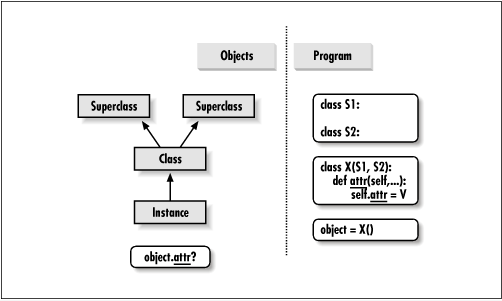 Objects
Program
Superclass
Superclass
Class
Instance
object.attr?
class S1:
class S2:
class X(S1, S2):
def attr(self,...):
self.attr = V
object = X()